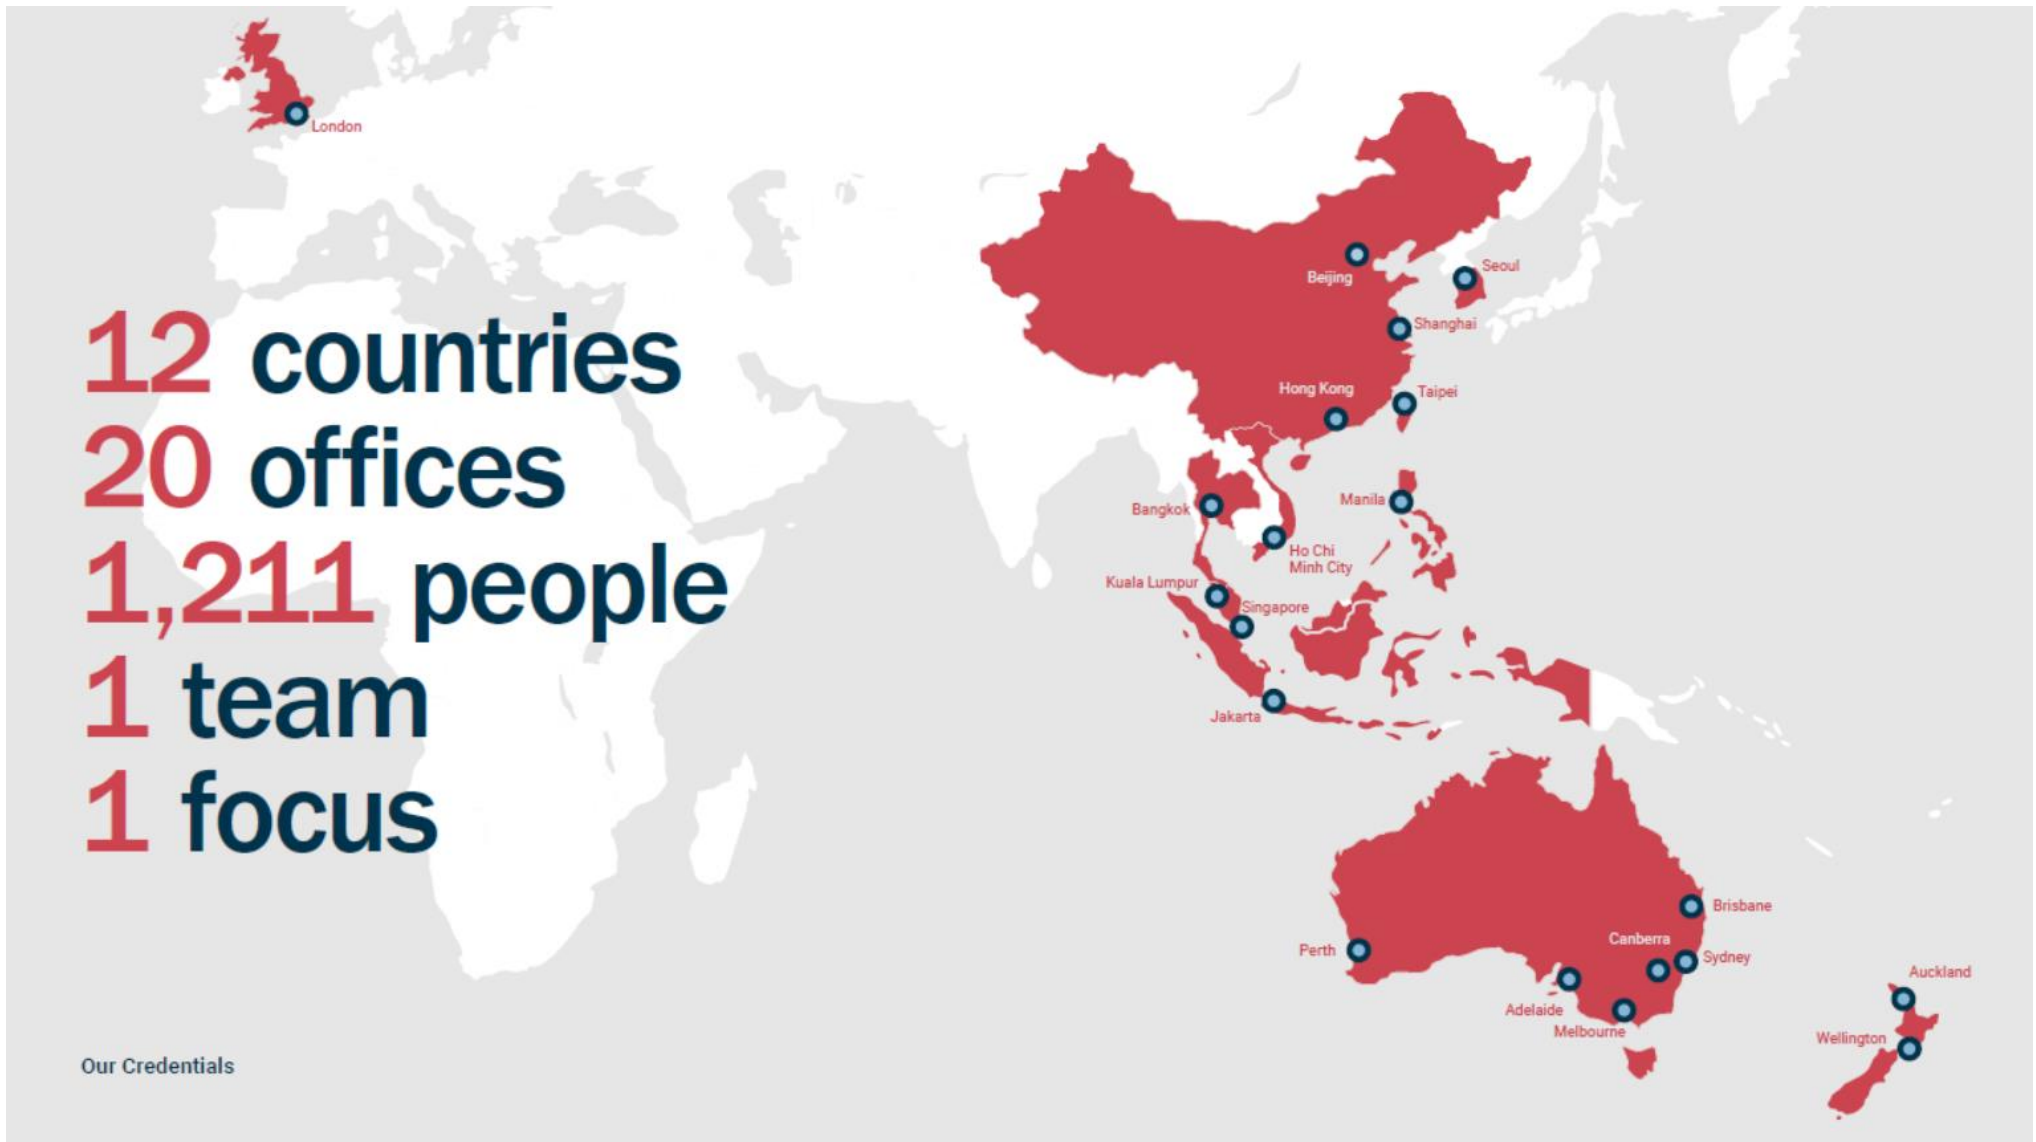 12 countries
20 offices
1,211 people
1 team
1 focus
Our Credentials
London
Beijing
Seoul
Shanghai
Hong Kong
Taipei
Bangkok
Manila
Ho Chi
Minh City
Kuala Lumpur
Singapore
Jakarta
Brisbane
Canberra
Perth
Sydney
Adelaide
Melbourne
Auckland
Wellington